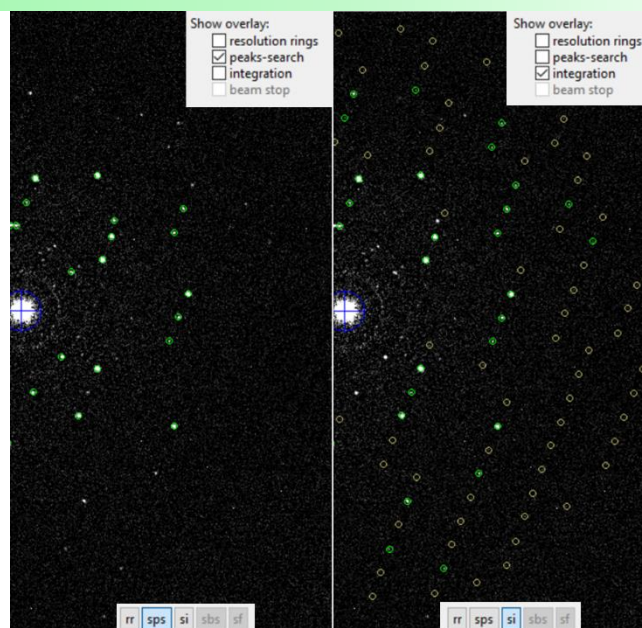 Show overlay:
resolution rings
peaks-search
integration
beam stop
rr sps si sbs sf
Show overlay:
resolution rings
peaks-search
integration
beam stop
rr sps si sbs sf